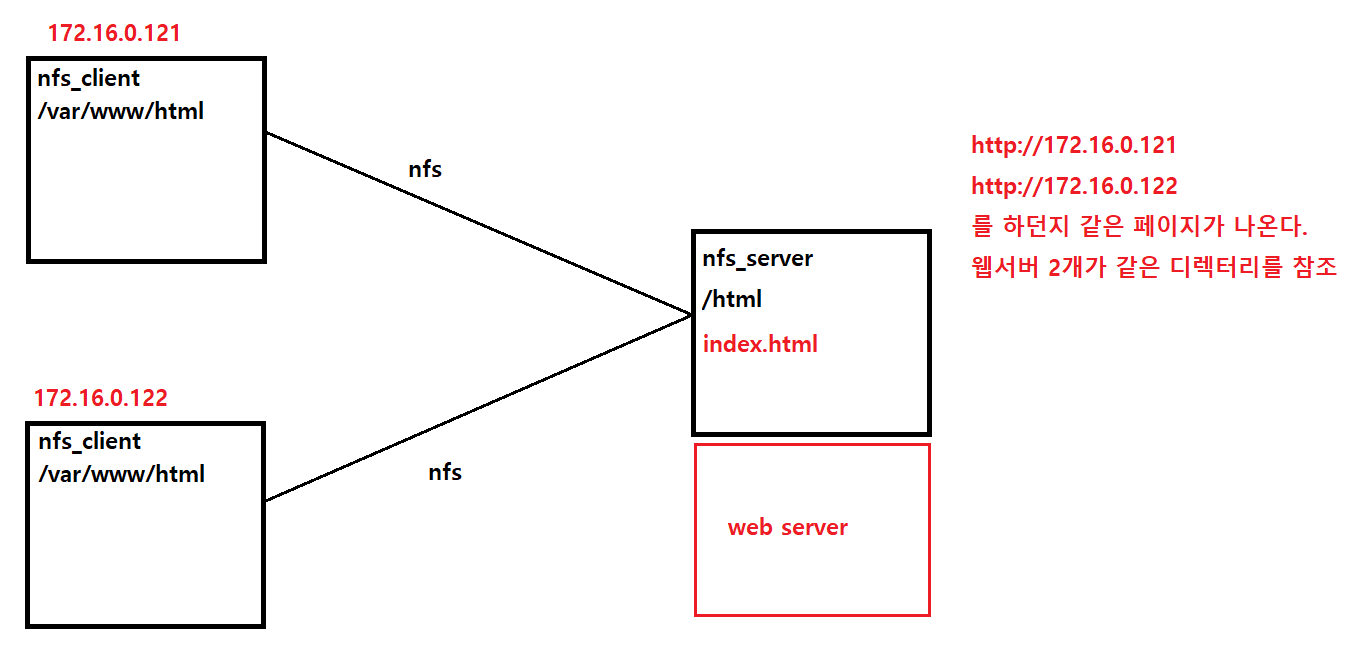 172.16.0.121
nfs_client
/var/www/html
nfs
http://172.16.0.121
http://172.16.0.122
를 하던지 같은 페이지가 나온다.
웹서버 2개가 같은 디렉터리를 참조
nfs_server
/html
index.html
172.16.0.122
nfs_client
/var/www/html
nfs
web server